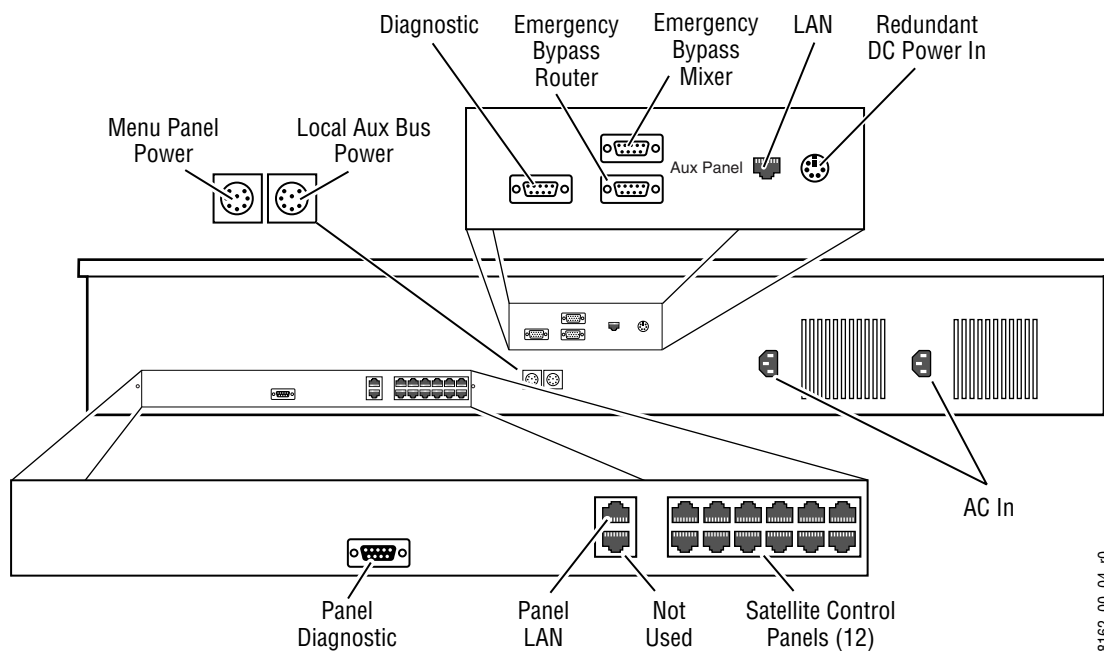 Diagnostic
Emergency
Bypass
Router
Emergency
Bypass
Mixer
LAN
Redundant
DC Power In
Menu Panel
Power
Local Aux Bus
Power
Aux Panel
AC In
Panel
Diagnostic
Panel
LAN
Not
Used
Satellite Control
Panels (12)
8162_00_04_r0